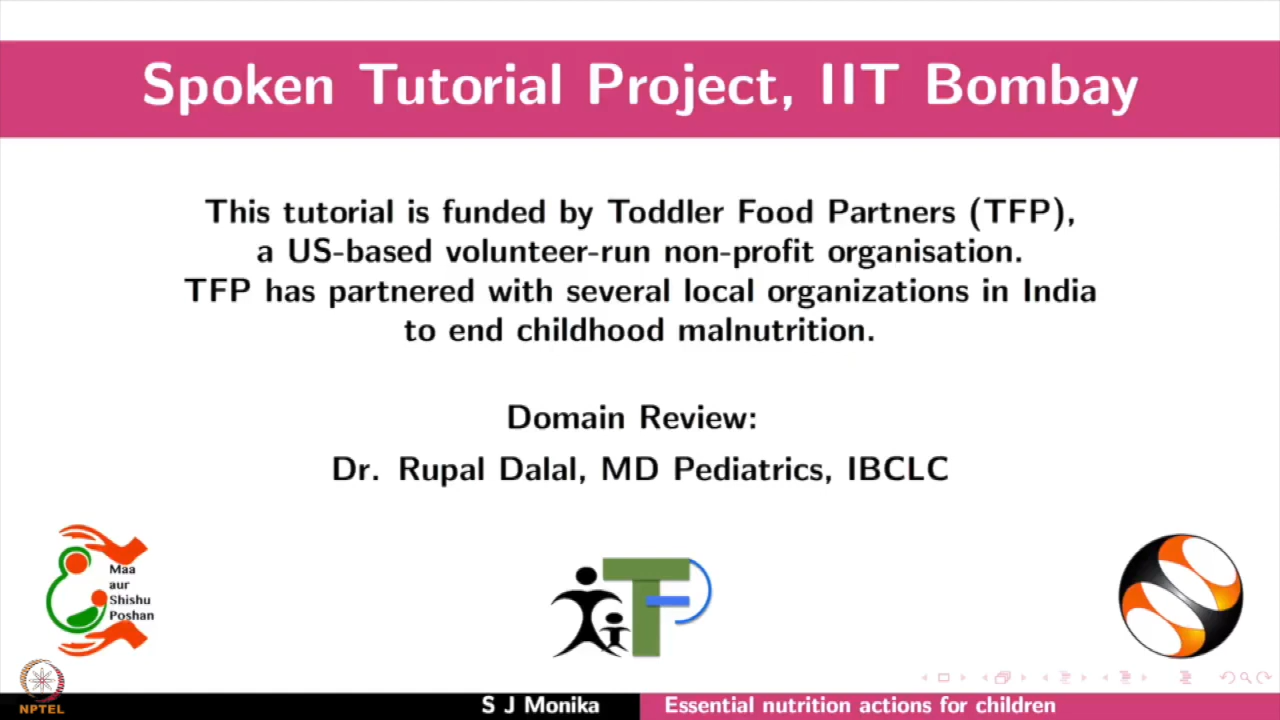 Spoken Tutorial Project, IIT Bombay
This tutorial is funded by Toddler Food Partners (TFP),
a US-based volunteer-run non-profit organisation.
TFP has partnered with several local organizations in India
to end childhood malnutrition.
Domain Review:
Dr. Rupal Dalal, MD Pediatrics, IBCLC
Maa
aur
Shishu
Poshan
TFP
NPTEL
S J Monika
Essential nutrition actions for children